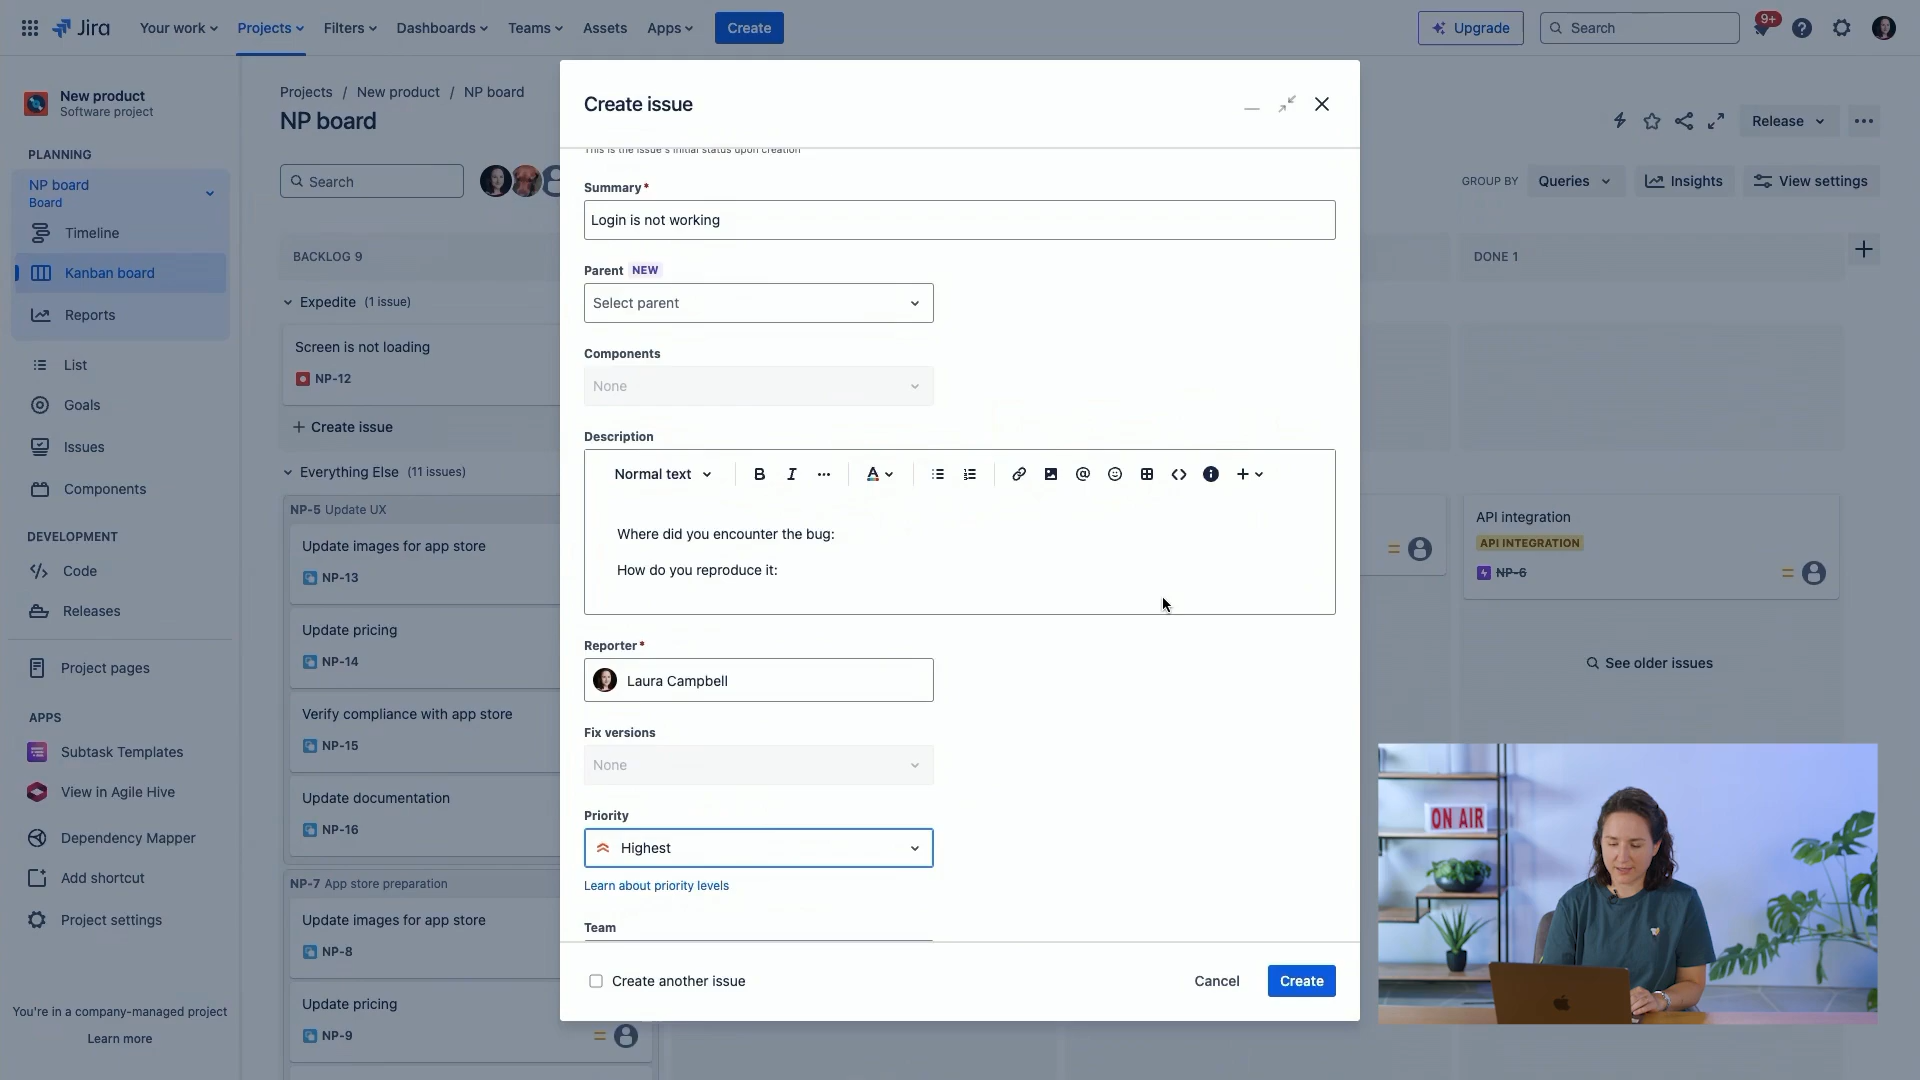 Jira
Your work
Projects
Filters
Dashboards
Teams
Assets
Apps
Create
Upgrade
Search
9+
New product
Software project
PLANNING
NP board
Board
Timeline
Kanban board
Reports
List
Goals
Issues
Components
DEVELOPMENT
Code
Releases
Project pages
APPS
Subtask Templates
View in Agile Hive
Dependency Mapper
Add shortcut
Project settings
You're in a company-managed project
Learn more
Projects / New product / NP board
NP board
Search
Release
GROUP BY
Queries
Insights
View settings
BACKLOG 9
Expedite (1 issue)
Screen is not loading
NP-12
Create issue
Everything Else (11 issues)
NP-5 Update UX
Update images for app store
NP-13
Update pricing
NP-14
Verify compliance with app store
NP-15
Update documentation
NP-16
NP-7 App store preparation
Update images for app store
NP-8
Update pricing
NP-9
Create issue
This is the issue's initial status upon creation
Summary*
Login is not working
Parent NEW
Select parent
Components
None
Description
Normal text
B
I
A
Where did you encounter the bug:
How do you reproduce it:
Reporter*
Laura Campbell
Fix versions
None
Priority
Highest
Learn about priority levels
Team
Create another issue
Cancel
Create
DONE 1
API integration
API INTEGRATION
NP-6
See older issues
ON AIR